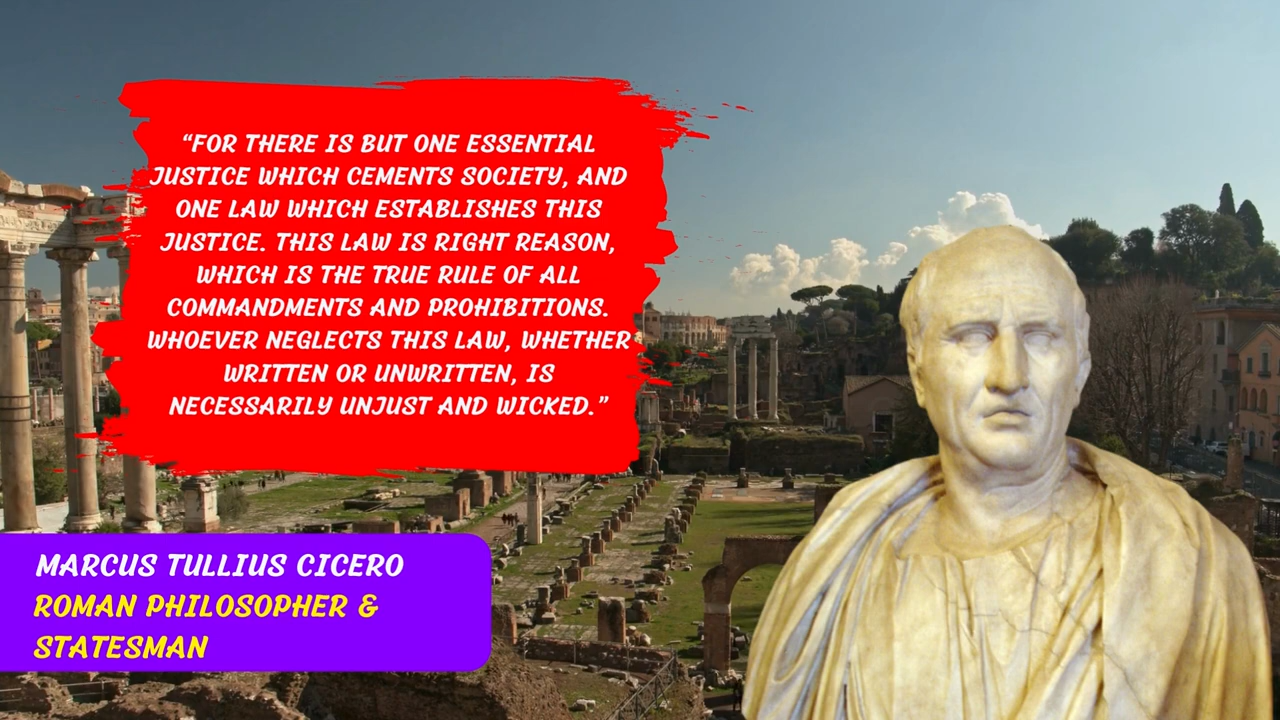 “FOR THERE IS BUT ONE ESSENTIAL
JUSTICE WHICH CEMENTS SOCIETY, AND
ONE LAW WHICH ESTABLISHES THIS
JUSTICE. THIS LAW IS RIGHT REASON,
WHICH IS THE TRUE RULE OF ALL
COMMANDMENTS AND PROHIBITIONS.
WHOEVER NEGLECTS THIS LAW, WHETHER
WRITTEN OR UNWRITTEN, IS
NECESSARILY UNJUST AND WICKED.”
MARCUS TULLIUS CICERO
ROMAN PHILOSOPHER &
STATESMAN